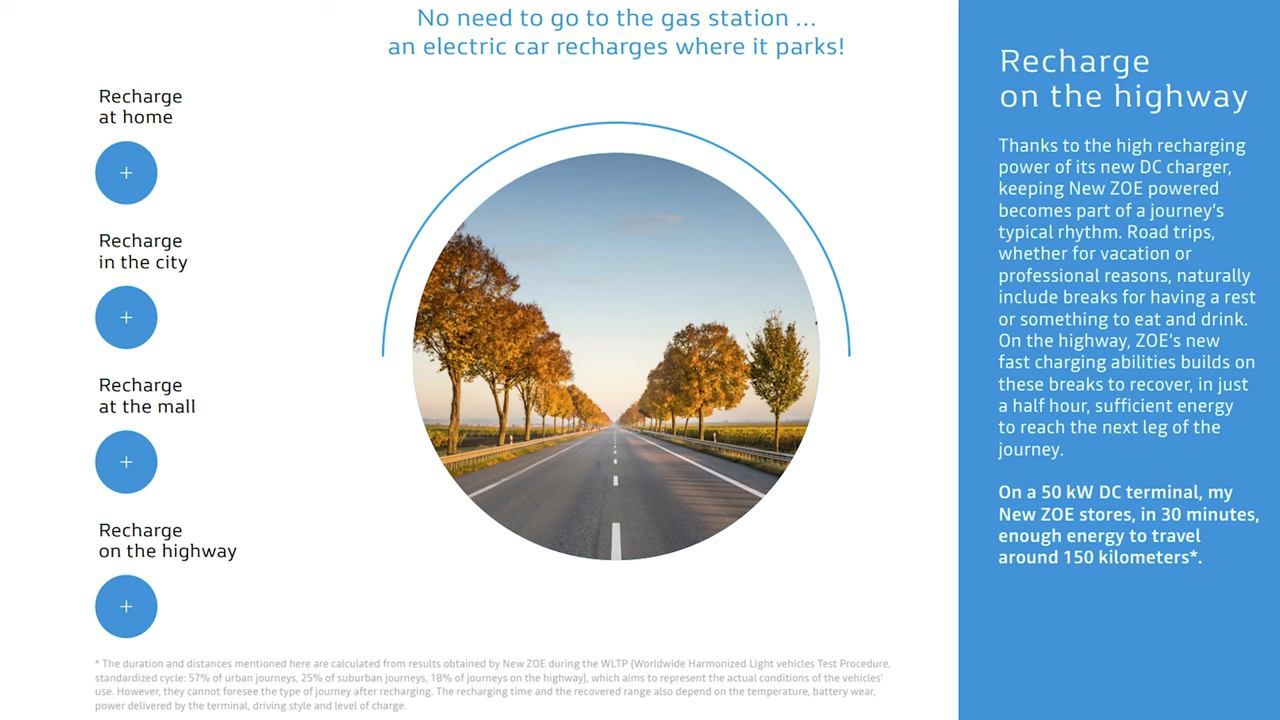 No need to go to the gas station ...
an electric car recharges where it parks!
Recharge
at home
+
Recharge
in the city
+
Recharge
at the mall
+
Recharge
on the highway
+
Recharge
on the highway
Thanks to the high recharging
power of its new DC charger,
keeping New ZOE powered
becomes part of a journey's
typical rhythm. Road trips,
whether for vacation or
professional reasons, naturally
include breaks for having a rest
or something to eat and drink.
On the highway, ZOE's new
fast charging abilities builds on
these breaks to recover, in just
a half hour, sufficient energy
to reach the next leg of the
journey.
On a 50 kW DC terminal, my
New ZOE stores, in 30 minutes,
enough energy to travel
around 150 kilometers*.
* The duration and distances mentioned here are calculated from results obtained by New ZOE during the WLTP (Worldwide Harmonized Light vehicles Test Procedure,
standardized cycle: 57% of urban journeys, 25% of suburban journeys, 18% of journeys on the highway), which aims to represent the actual conditions of the vehicles'
use. However, they cannot foresee the type of journey after recharging. The recharging time and the recovered range also depend on the temperature, battery wear,
power delivered by the terminal, driving style and level of charge.